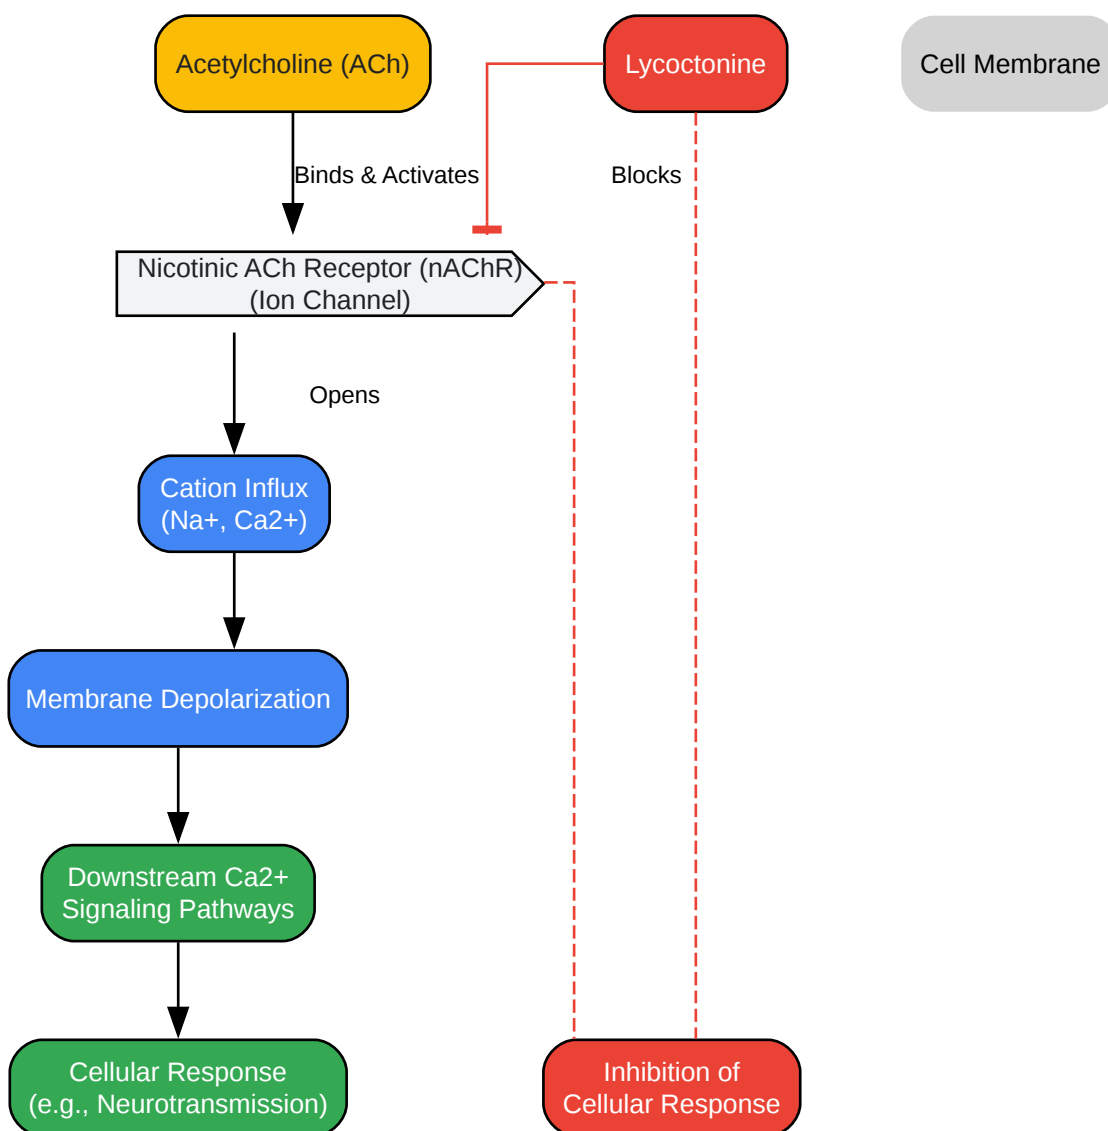 Acetylcholine (ACh)
Lycoctonine
Cell Membrane
Binds & Activates
Blocks
Nicotinic ACh Receptor (nAChR)
(Ion Channel)
Opens
Cation Influx
(Na+, Ca2+)
Membrane Depolarization
Downstream Ca2+
Signaling Pathways
Cellular Response
(e.g., Neurotransmission)
Inhibition of
Cellular Response